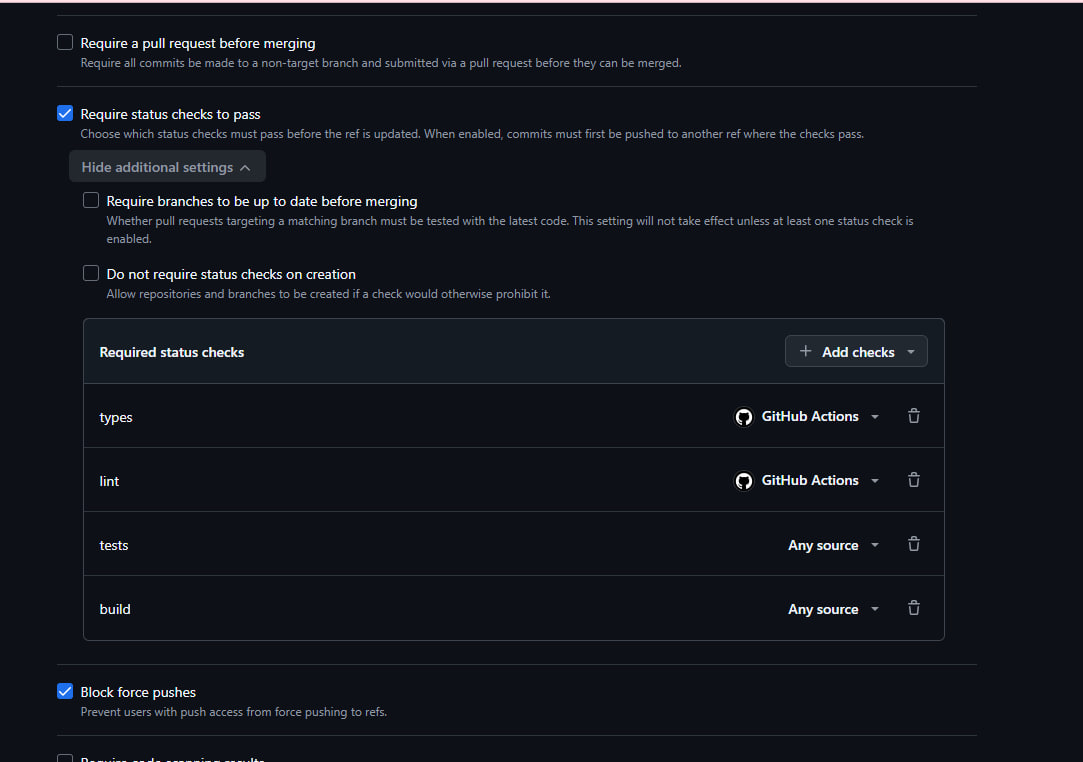 Require a pull request before merging
Require all commits be made to a non-target branch and submitted via a pull request before they can be merged.
Require status checks to pass
Choose which status checks must pass before the ref is updated. When enabled, commits must first be pushed to another ref where the checks pass.
Hide additional settings
Require branches to be up to date before merging
Whether pull requests targeting a matching branch must be tested with the latest code. This setting will not take effect unless at least one status check is
enabled.
Do not require status checks on creation
Allow repositories and branches to be created if a check would otherwise prohibit it.
Required status checks
Add checks
types
GitHub Actions
lint
GitHub Actions
tests
Any source
build
Any source
Block force pushes
Prevent users with push access from force pushing to refs.
Require code scanning results